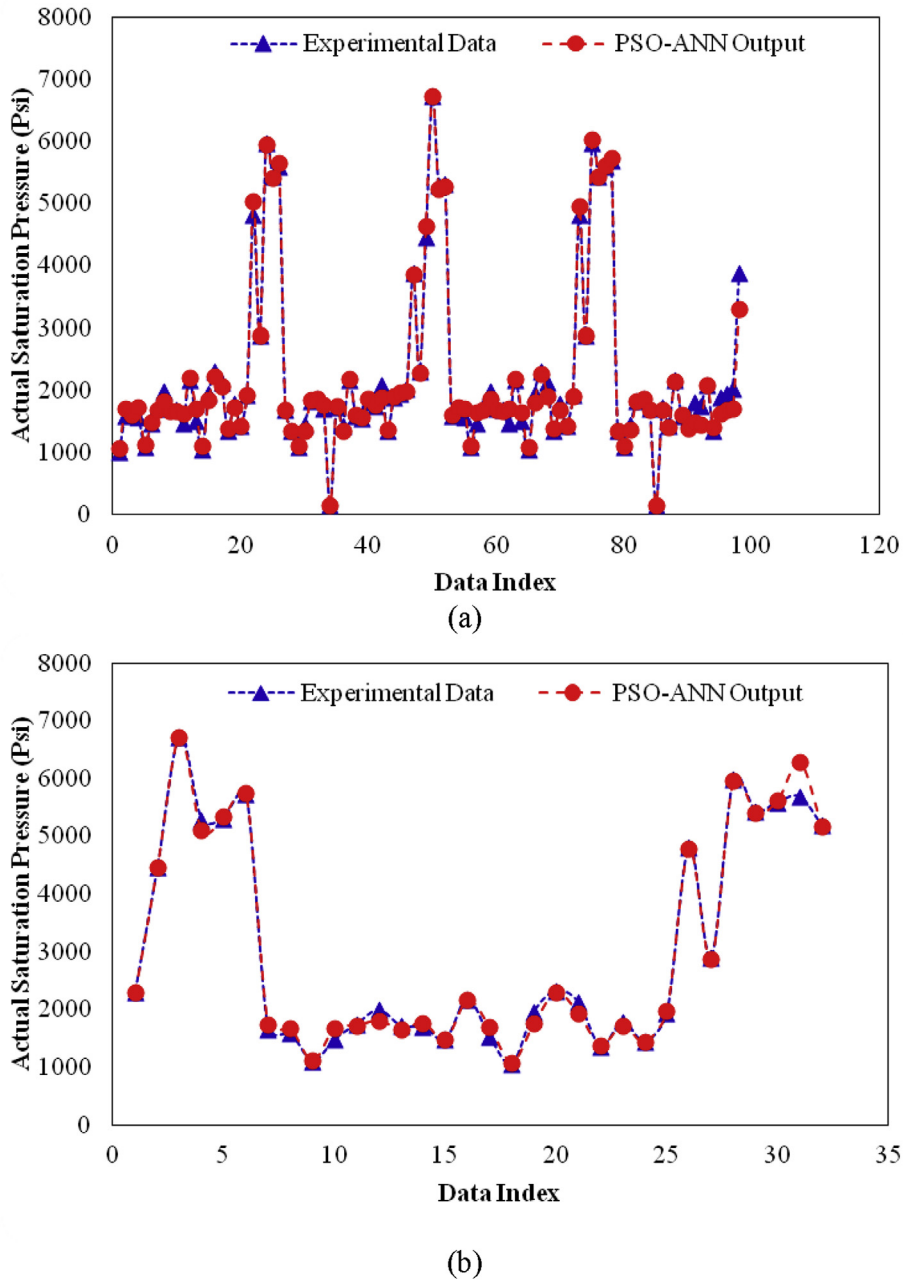 8000
7000
6000
5000
4000
3000
2000
1000
0
Actual Saturation Pressure (Psi)
Experimental Data
PSO-ANN Output
0 20 40 60 80 100 120
Data Index
(a)
8000
7000
6000
5000
4000
3000
2000
1000
0
Actual Saturation Pressure (Psi)
Experimental Data
PSO-ANN Output
0 5 10 15 20 25 30 35
Data Index
(b)